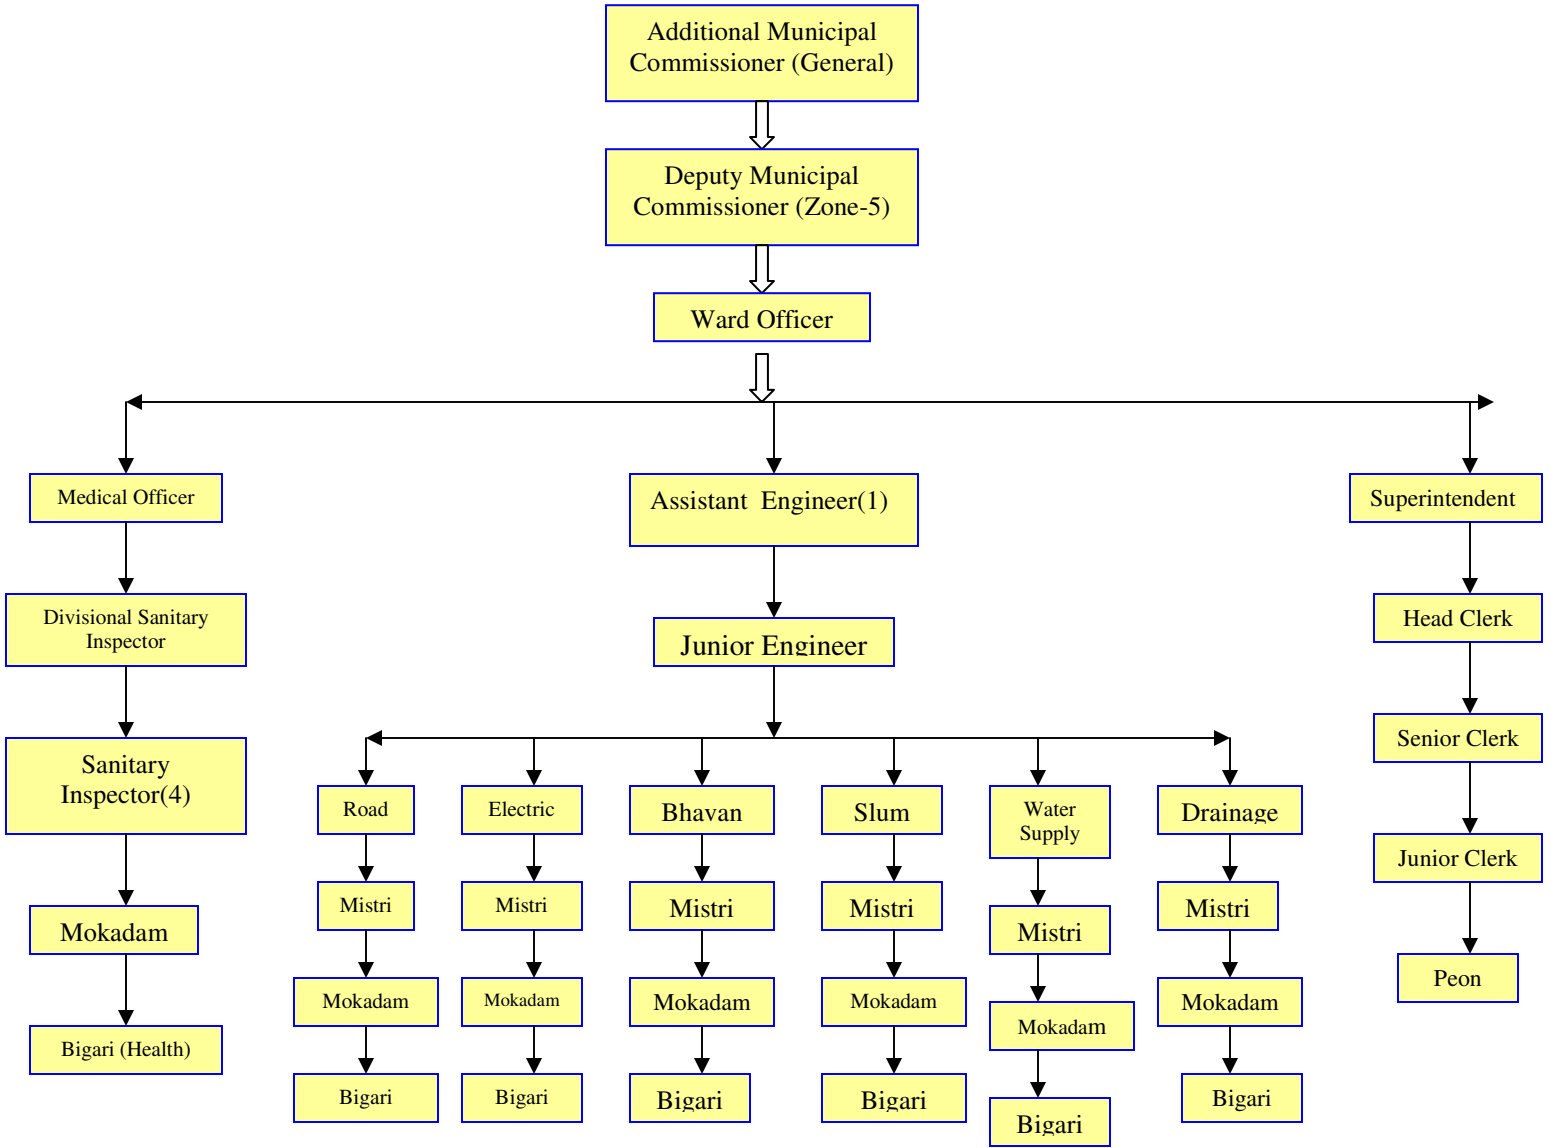 Additional Municipal
Commissioner (General)
Deputy Municipal
Commissioner (Zone-5)
Ward Officer
Medical Officer
Assistant Engineer(1)
Superintendent
Divisional Sanitary
Inspector
Junior Engineer
Head Clerk
Sanitary
Inspector(4)
Senior Clerk
Road
Electric
Bhavan
Slum
Water
Supply
Drainage
Junior Clerk
Mokadam
Mistri
Mistri
Mistri
Mistri
Mistri
Mistri
Peon
Bigari (Health)
Mokadam
Mokadam
Mokadam
Mokadam
Mokadam
Mokadam
Bigari
Bigari
Bigari
Bigari
Bigari
Bigari